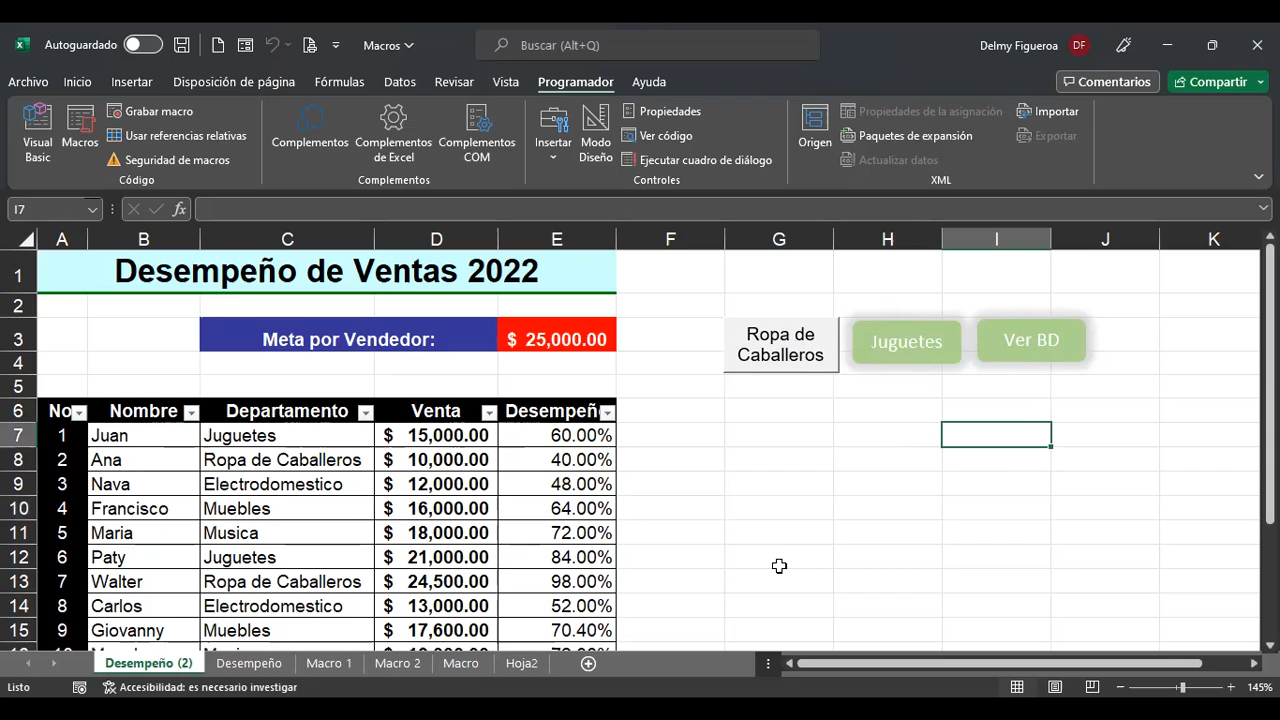 Autoguardado Macros Buscar (Alt+Q) Delmy Figueroa DF
Archivo Inicio Insertar Disposición de página Fórmulas Datos Revisar Vista Programador Ayuda Comentarios Compartir
Visual Basic
Macros
Grabar macro
Usar referencias relativas
Seguridad de macros
Código
Complementos
Complementos de Excel
Complementos COM
Complementos
Insertar
Modo Diseño
Propiedades
Ver código
Ejecutar cuadro de diálogo
Controles
Origen
Propiedades de la asignación
Paquetes de expansión
Actualizar datos
Importar
Exportar
XML
I7 fx
A B C D E F G H I J K
1 Desempeño de Ventas 2022
2
3 Meta por Vendedor: $ 25,000.00
Ropa de
Caballeros
Juguetes
Ver BD
4
5
6 No Nombre Departamento Venta Desempeñ
7 1 Juan Juguetes $ 15,000.00 60.00%
8 2 Ana Ropa de Caballeros $ 10,000.00 40.00%
9 3 Nava Electrodomestico $ 12,000.00 48.00%
10 4 Francisco Muebles $ 16,000.00 64.00%
11 5 Maria Musica $ 18,000.00 72.00%
12 6 Paty Juguetes $ 21,000.00 84.00%
13 7 Walter Ropa de Caballeros $ 24,500.00 98.00%
14 8 Carlos Electrodomestico $ 13,000.00 52.00%
15 9 Giovanny Muebles $ 17,600.00 70.40%
Desempeño (2) Desempeño Macro 1 Macro 2 Macro Hoja2
Listo Accesibilidad: es necesario investigar 145%